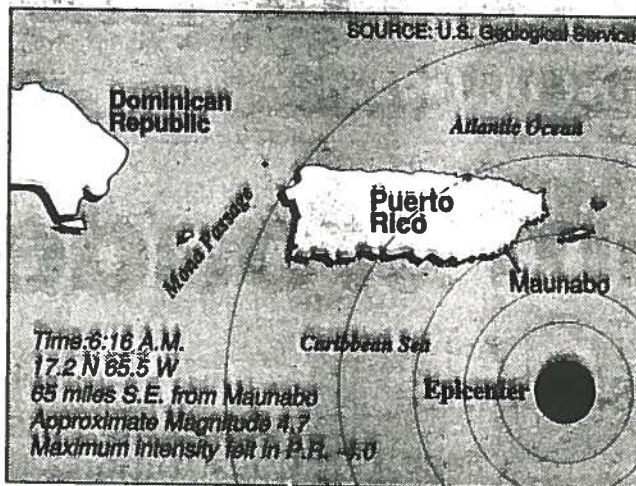 SOURCE: U.S. Geological Service
Dominican
Republic
Atlantic Ocean
Puerto
Rico
Mona Passage
Maunabo
Caribbean Sea
Epicenter
Time:6:16 A.M.
17.2 N 65.5 W
65 miles S.E. from Maunabo
Approximate Magnitude 4.7
Maximum intensity felt in P.R.